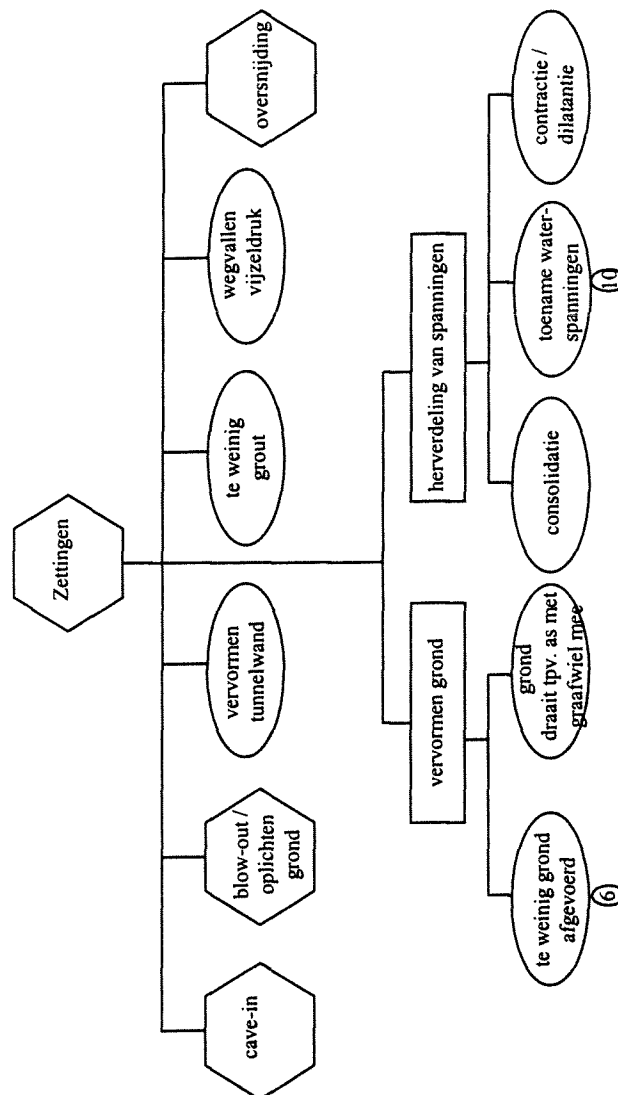 Zettingen
cave-in
blow-out /
oplichten
grond
vervormen
tunnelwand
te weinig
grout
wegvallen
vijzeldruk
oversnijding
vervormen grond
herverdeling van spanningen
te weinig grond
afgevoerd
6
grond
draait tpv. as met
graafwiel mee
consolidatie
toename water-
spanningen
10
contractie /
dilatantie